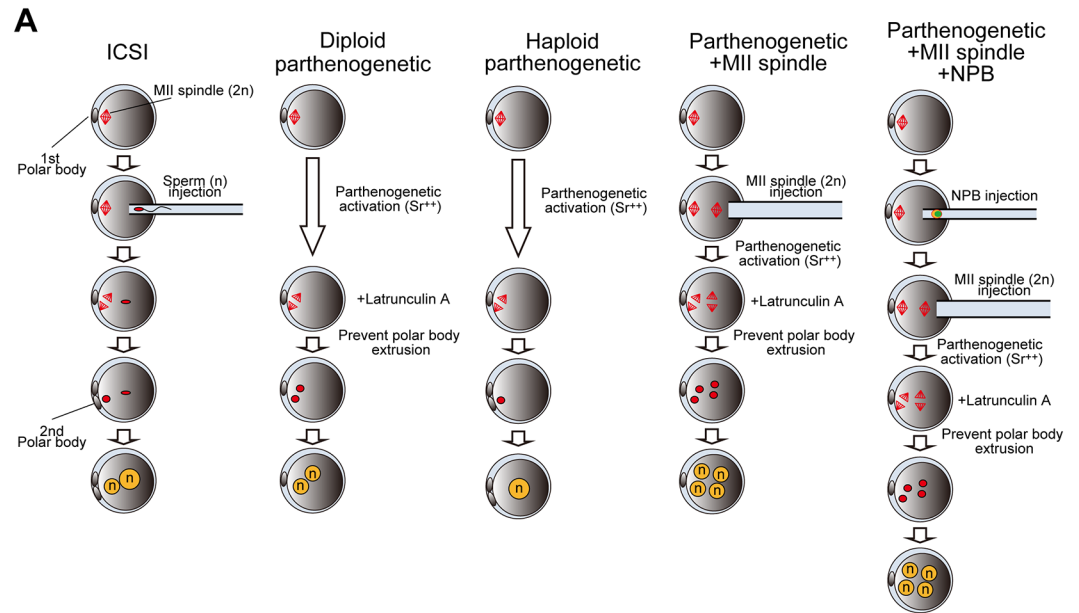 A
ICSI
MII spindle (2n)
1st
Polar body
Sperm (n)
injection
2nd
Polar body
n
n
Diploid
parthenogenetic
Parthenogenetic
activation (Sr++)
+Latrunculin A
Prevent polar body
extrusion
n
n
Haploid
parthenogenetic
Parthenogenetic
activation (Sr++)
n
Parthenogenetic
+MII spindle
MII spindle (2n)
injection
Parthenogenetic
activation (Sr++)
+Latrunculin A
Prevent polar body
extrusion
n n
n n
Parthenogenetic
+MII spindle
+NPB
NPB injection
MII spindle (2n)
injection
Parthenogenetic
activation (Sr++)
+Latrunculin A
Prevent polar body
extrusion
n n
n n